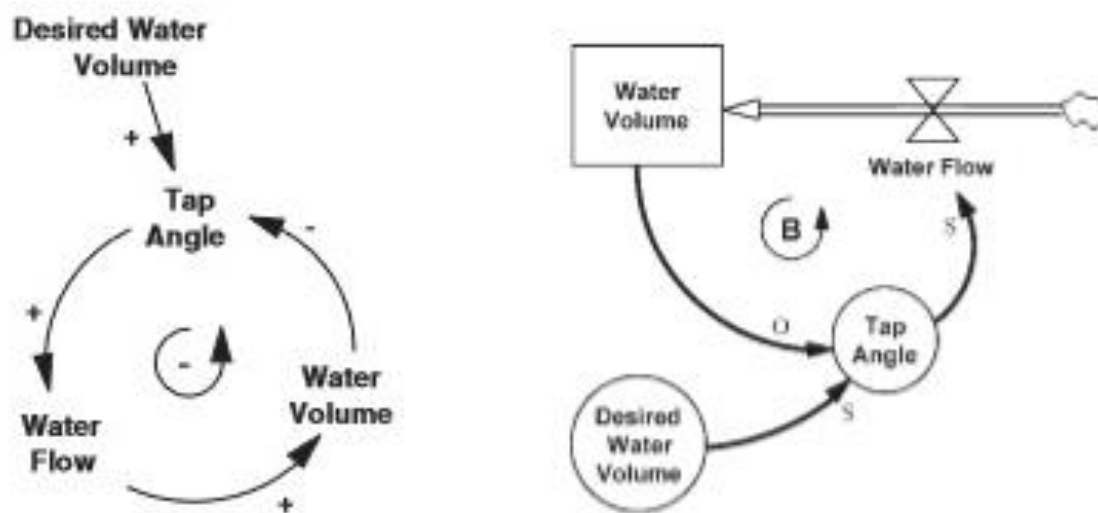 Desired Water
Volume
+
Tap
Angle
-
+
-
Water
Volume
Water
Flow
+
Water
Volume
Water Flow
B
S
O
Tap
Angle
S
Desired
Water
Volume